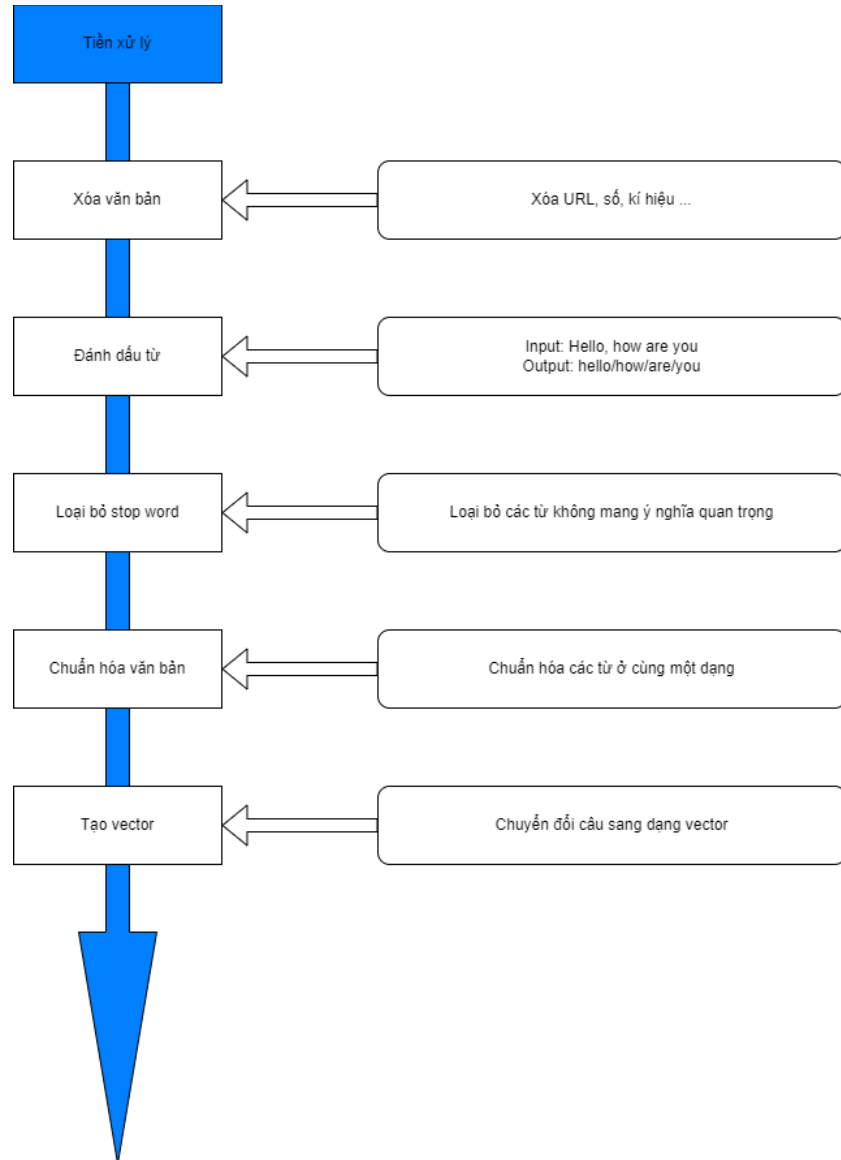 Tiền xử lý
Xóa văn bản
Xóa URL, số, kí hiệu ...
Đánh dấu từ
Input: Hello, how are you
Output: hello/how/are/you
Loại bỏ stop word
Loại bỏ các từ không mang ý nghĩa quan trọng
Chuẩn hóa văn bản
Chuẩn hóa các từ ở cùng một dạng
Tạo vector
Chuyển đổi câu sang dạng vector